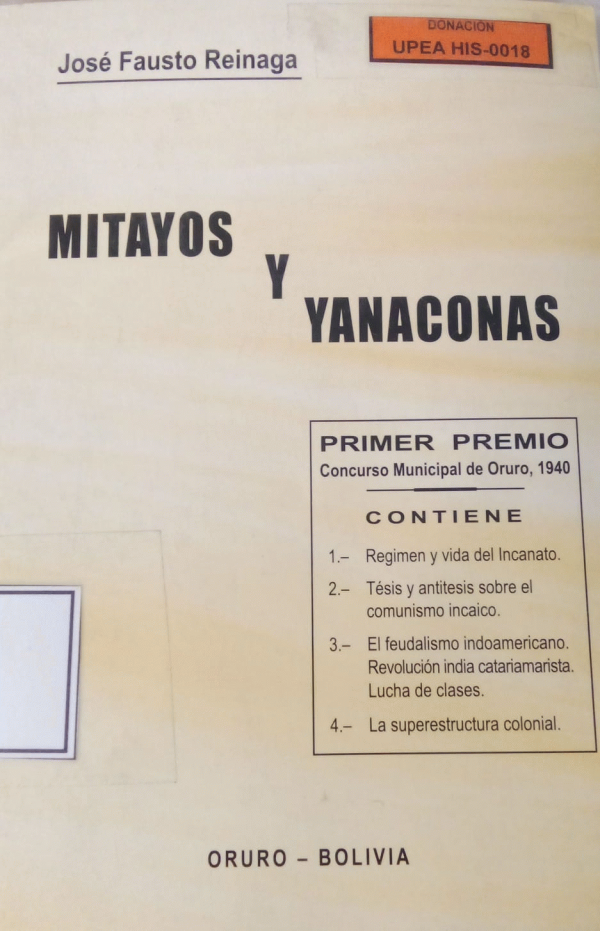 José Fausto Reinaga
DONACIÓN
UPEA HIS-0018
MITAYOS
Y
YANACONAS
PRIMER PREMIO
Concurso Municipal de Oruro, 1940
CONTIENE
1.– Regimen y vida del Incanato.
2.– Tésis y antitesis sobre el
comunismo incaico.
3.– El feudalismo indoamericano.
Revolución india catariamarista.
Lucha de clases.
4.– La superestructura colonial.
ORURO – BOLIVIA